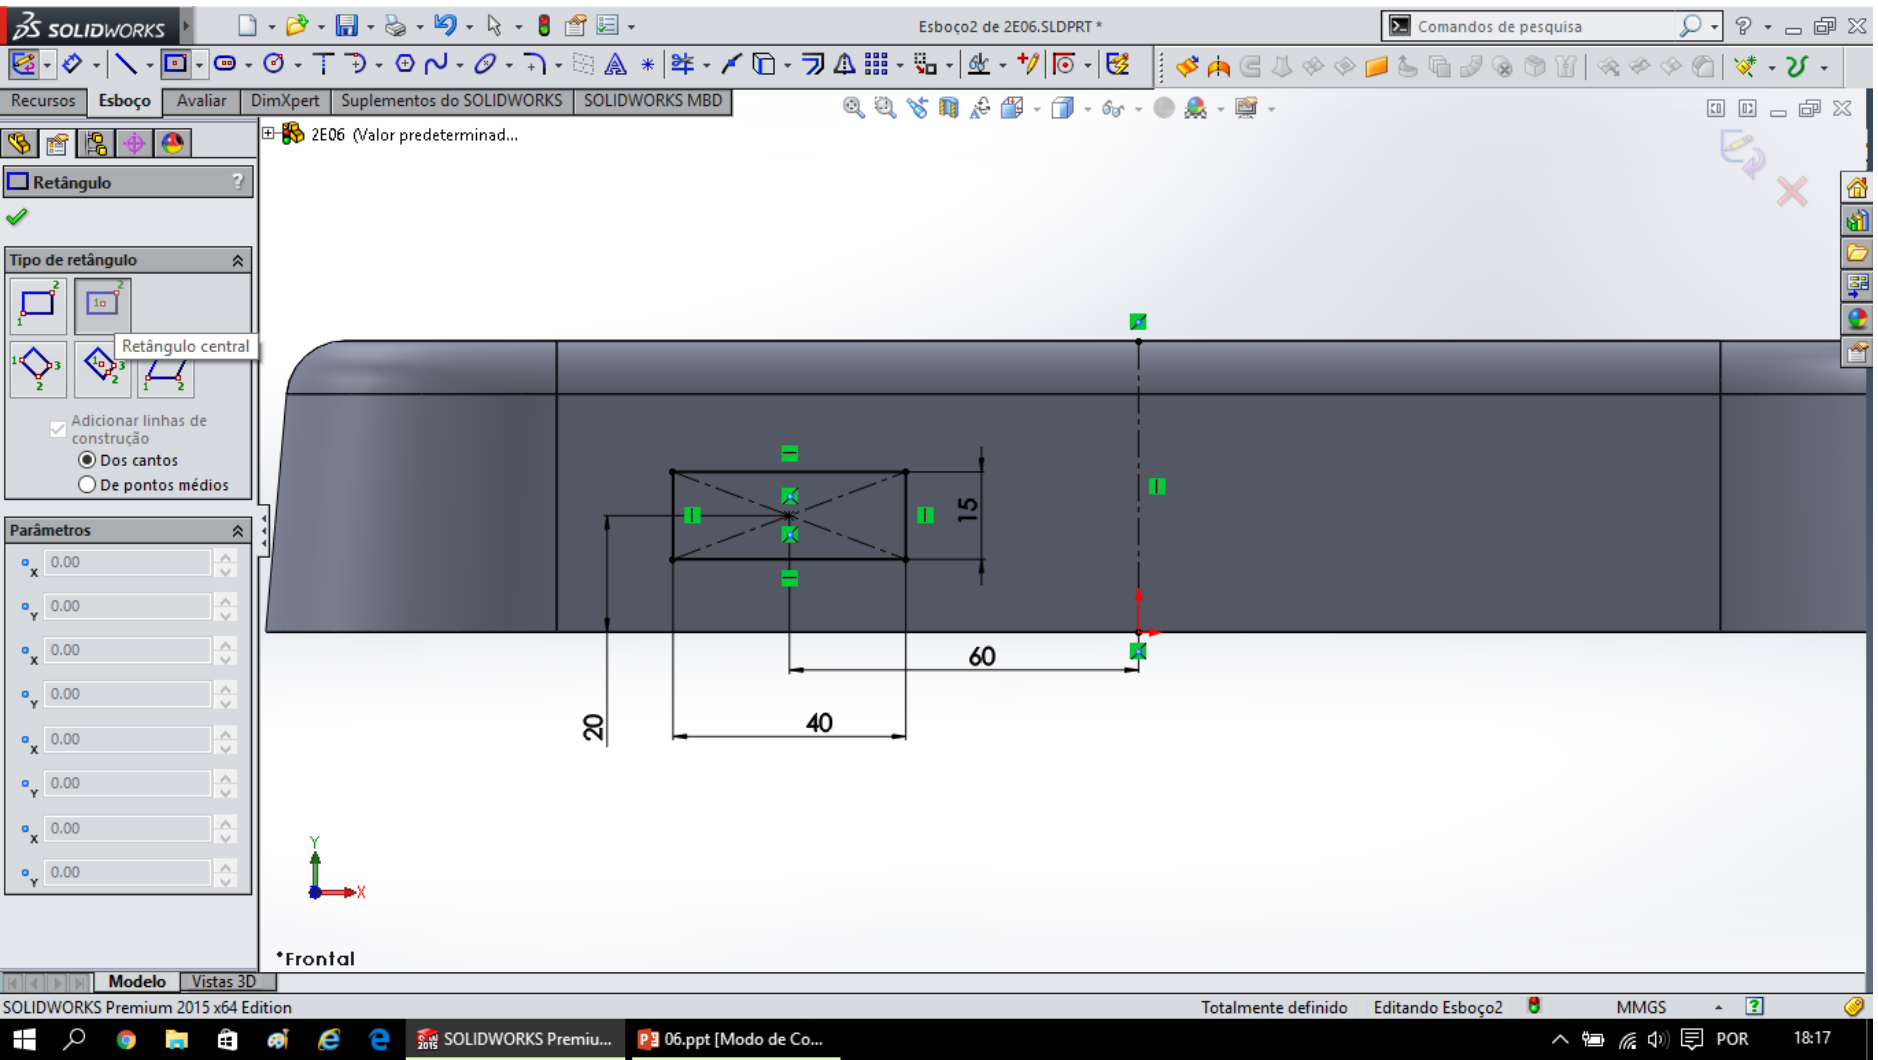 SOLIDWORKS
Esboço2 de 2E06.SLDPRT *
Comandos de pesquisa
Recursos
Esboço
Avaliar
DimXpert
Suplementos do SOLIDWORKS
SOLIDWORKS MBD
2E06 (Valor predeterminad...
Retângulo
?
Tipo de retângulo
Retângulo central
Adicionar linhas de
construção
Dos cantos
De pontos médios
Parâmetros
X 0.00
Y 0.00
X 0.00
Y 0.00
X 0.00
Y 0.00
X 0.00
Y 0.00
15
60
40
20
Y
X
*Frontal
Modelo
Vistas 3D
SOLIDWORKS Premium 2015 x64 Edition
Totalmente definido
Editando Esboço2
MMGS
SOLIDWORKS Premiu...
06.ppt [Modo de Co...
POR
18:17